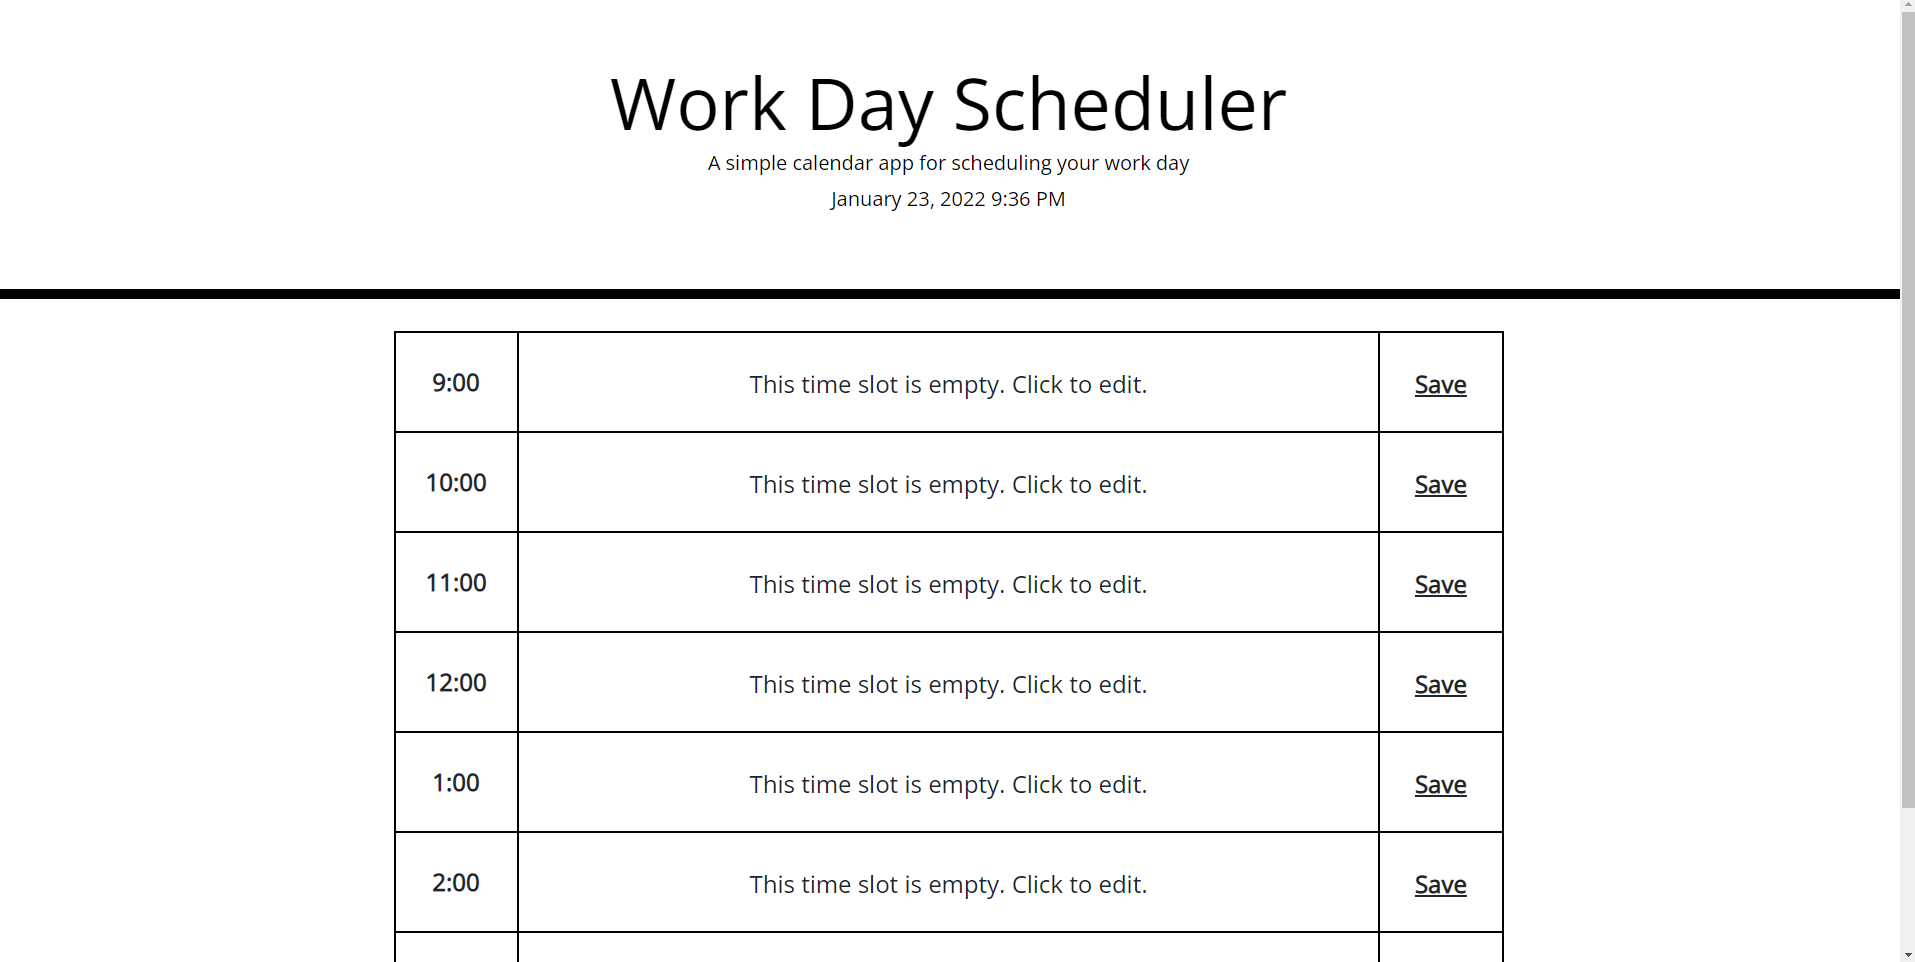 Work Day Scheduler
A simple calendar app for scheduling your work day
January 23, 2022 9:36 PM
9:00 This time slot is empty. Click to edit. Save
10:00 This time slot is empty. Click to edit. Save
11:00 This time slot is empty. Click to edit. Save
12:00 This time slot is empty. Click to edit. Save
1:00 This time slot is empty. Click to edit. Save
2:00 This time slot is empty. Click to edit. Save